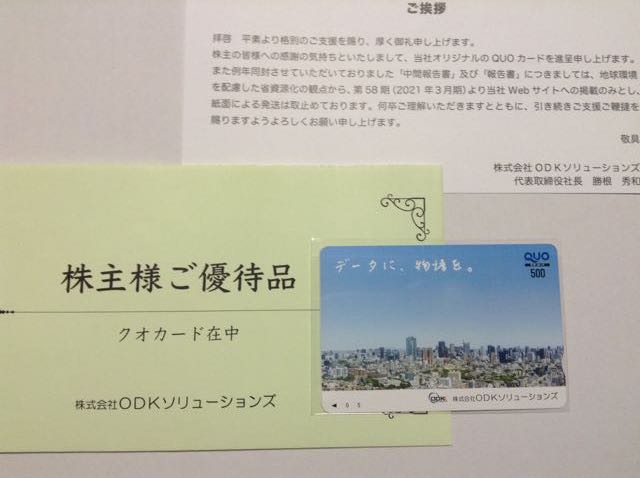 ご挨拶
拝啓　平素より格別のご支援を賜り、厚く御礼申し上げます。
株主の皆様への感謝の気持ちといたしまして、当社オリジナルのQUOカードを進呈申し上げます。
また例年同封させていただいておりました「中間報告書」及び「報告書」につきましては、地球環境
を配慮した省資源化の観点から、第58期（2021年3月期）より当社Webサイトへの掲載のみとし、
紙面による発送は取止めております。何卒ご理解いただきますとともに、引き続きご支援ご鞭撻を
賜りますようよろしくお願い申し上げます。
敬具
株式会社ODKソリューションズ
代表取締役社長　勝根　秀和
株主様ご優待品
クオカード在中
株式会社ODKソリューションズ
データに、物語を。
QUO
500
ODK 株式会社ODKソリューションズ
◀ 0 5